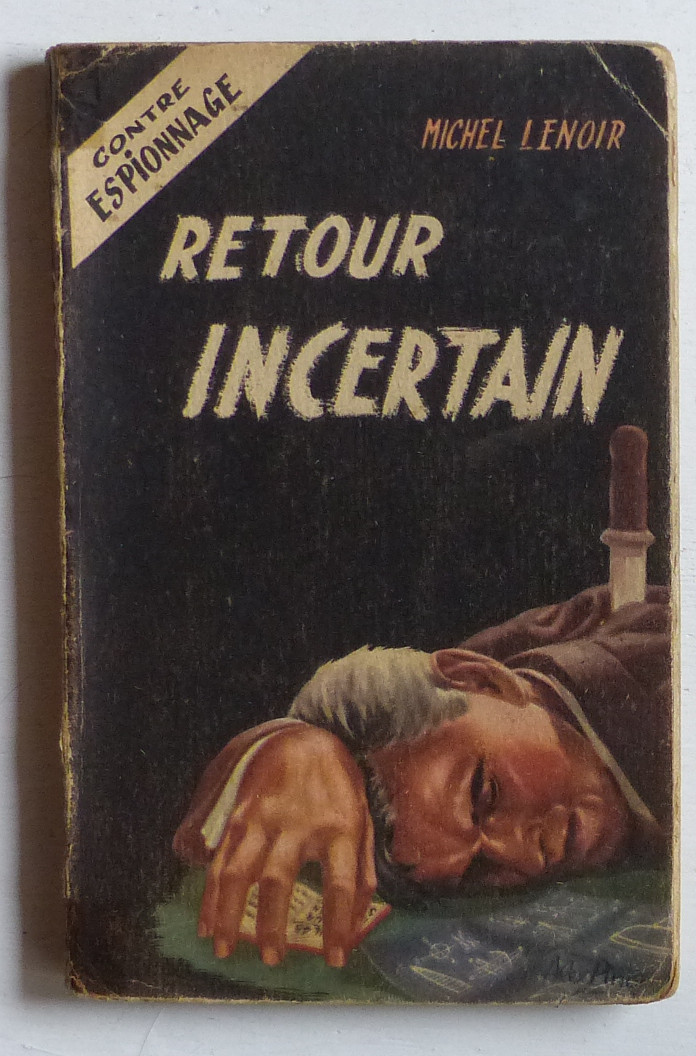 CONTRE
ESPIONNAGE
MICHEL LENOIR
RETOUR
INCERTAIN